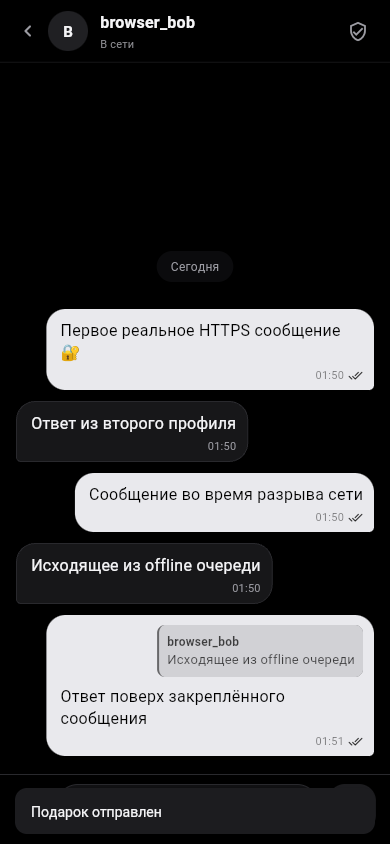 B
browser_bob
В сети
Сегодня
Первое реальное HTTPS сообщение
🔐
01:50
Ответ из второго профиля
01:50
Сообщение во время разрыва сети
01:50
Исходящее из offline очереди
01:50
browser_bob
Исходящее из offline очереди
Ответ поверх закреплённого
сообщения
01:51
Подарок отправлен